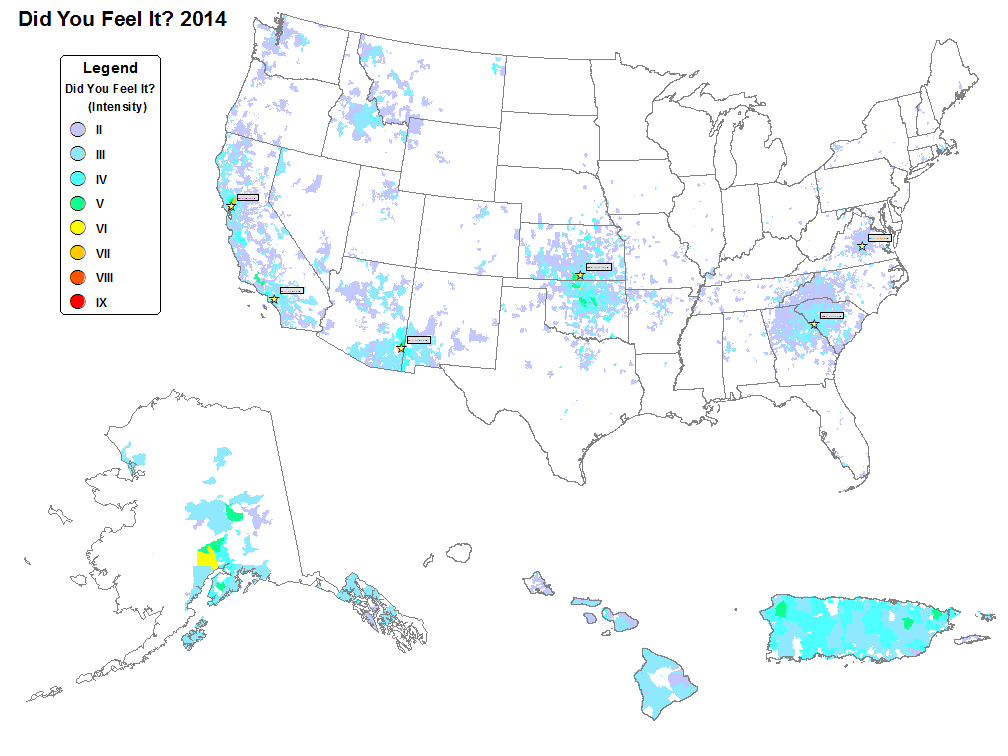 Did You Feel It? 2014
Legend
Did You Feel It?
(Intensity)
II
III
IV
V
VI
VII
VIII
IX